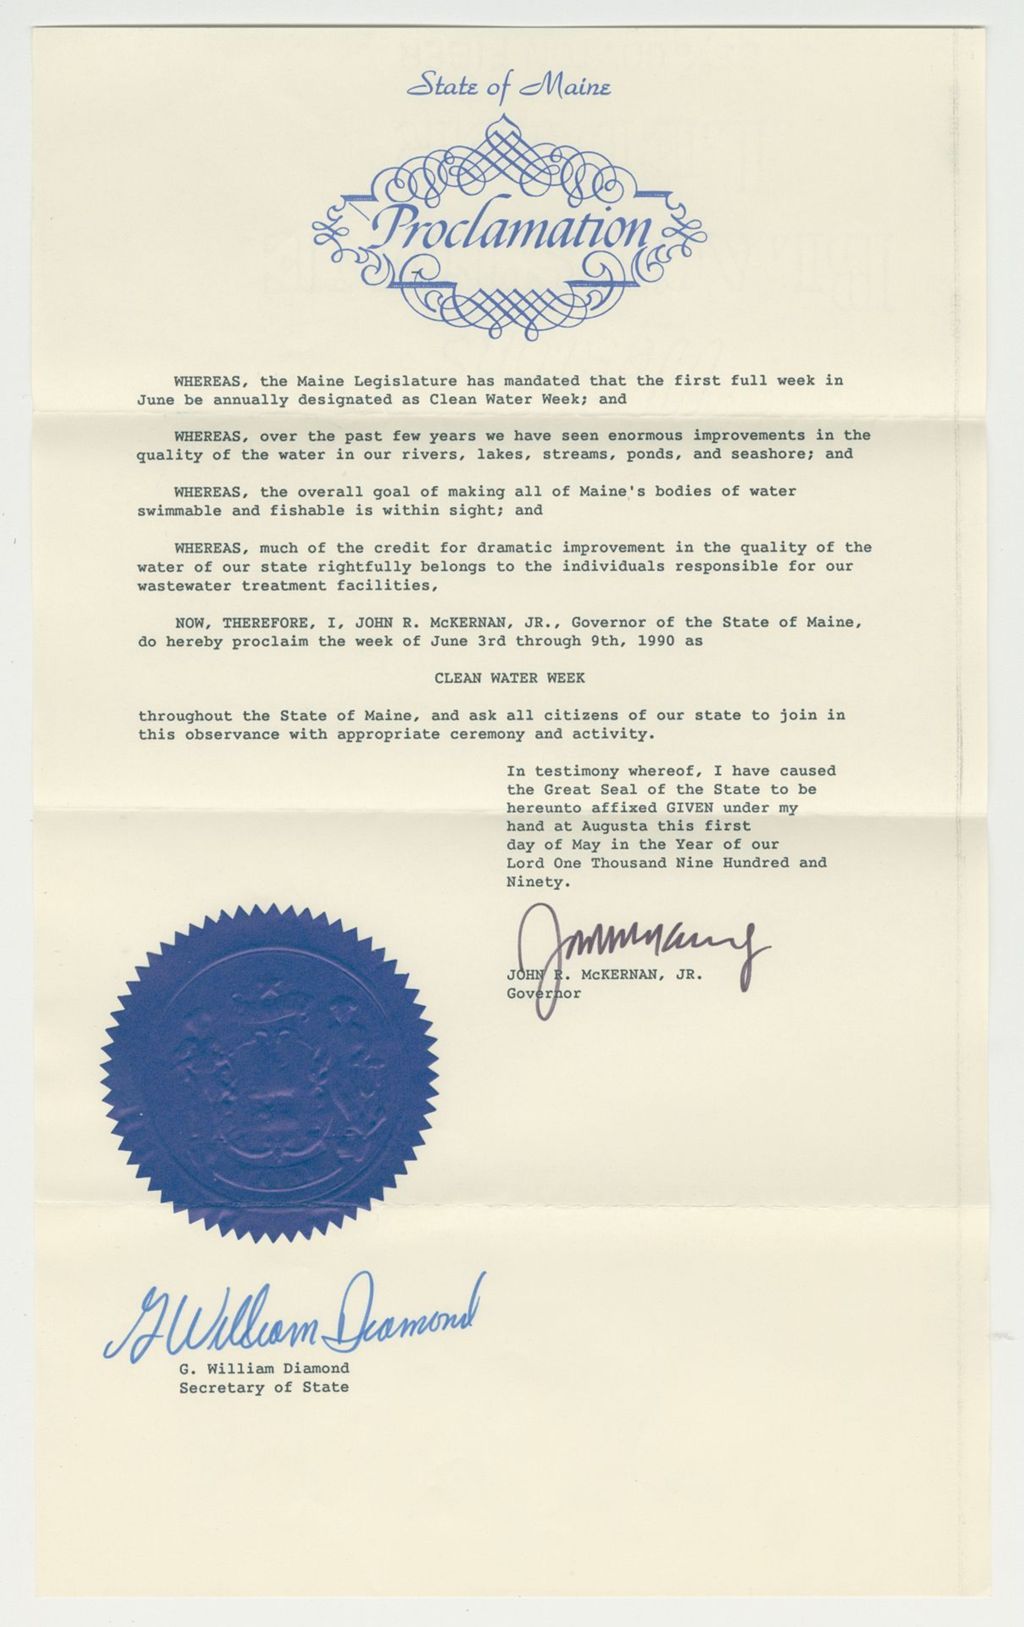 State of Maine
Proclamation
WHEREAS, the Maine Legislature has mandated that the first full week in
June be annually designated as Clean Water Week; and
WHEREAS, over the past few years we have seen enormous improvements in the
quality of the water in our rivers, lakes, streams, ponds, and seashore; and
WHEREAS, the overall goal of making all of Maine's bodies of water
swimmable and fishable is within sight; and
WHEREAS, much of the credit for dramatic improvement in the quality of the
water of our state rightfully belongs to the individuals responsible for our
wastewater treatment facilities,
NOW, THEREFORE, I, JOHN R. McKERNAN, JR., Governor of the State of Maine,
do hereby proclaim the week of June 3rd through 9th, 1990 as
CLEAN WATER WEEK
throughout the State of Maine, and ask all citizens of our state to join in
this observance with appropriate ceremony and activity.
In testimony whereof, I have caused
the Great Seal of the State to be
hereunto affixed GIVEN under my
hand at Augusta this first
day of May in the Year of our
Lord One Thousand Nine Hundred and
Ninety.
JOHN R. McKERNAN, JR.
Governor
G William Diamond
G. William Diamond
Secretary of State